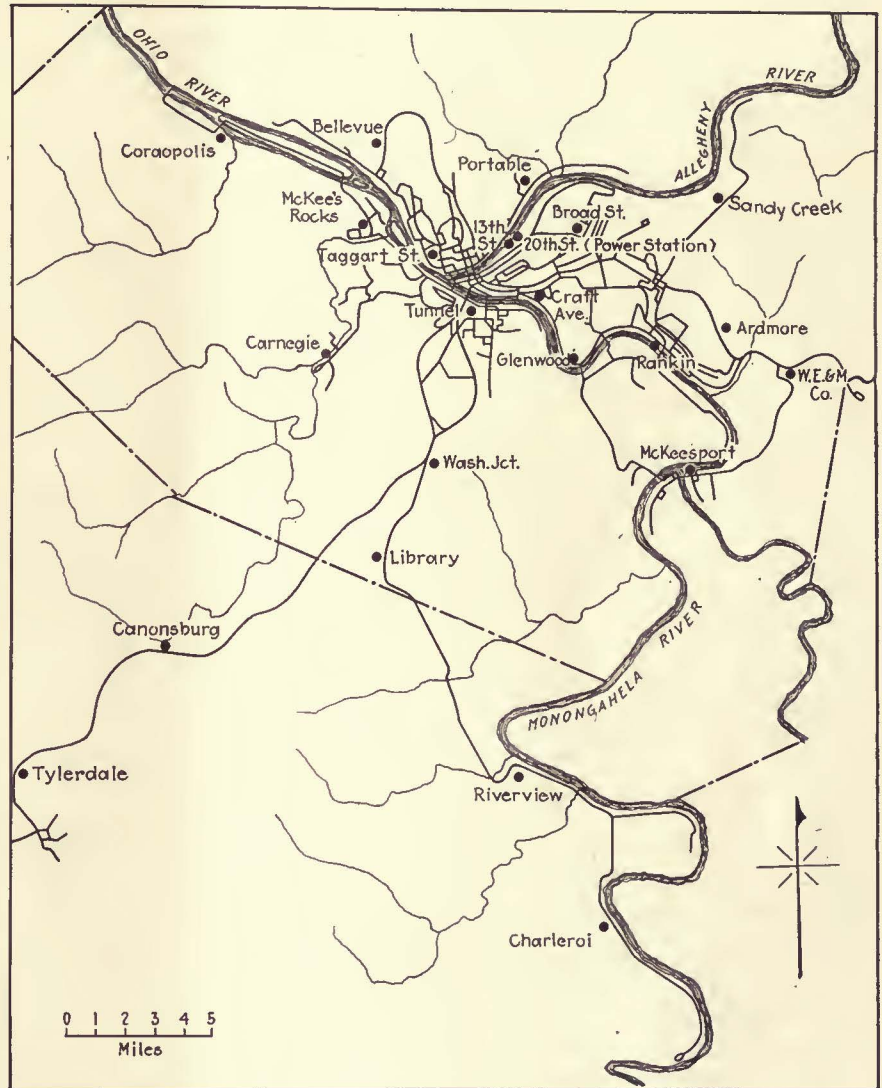 OHIO
RIVER
RIVER
ALLEGHENY
Bellevue
Coraopolis
Portable
Sandy Creek
McKee's
Rocks
Broad St.
13th
St.
20th St. (Power Station)
Taggart St.
Craft
Ave.
Tunnel
Ardmore
Carnegie
Glenwood
Rankin
W.E.&M.
Co.
Wash. Jct.
McKeesport
Library
Canonsburg
RIVER
MONONGAHELA
Tylerdale
Riverview
Charleroi
0 1 2 3 4 5
Miles